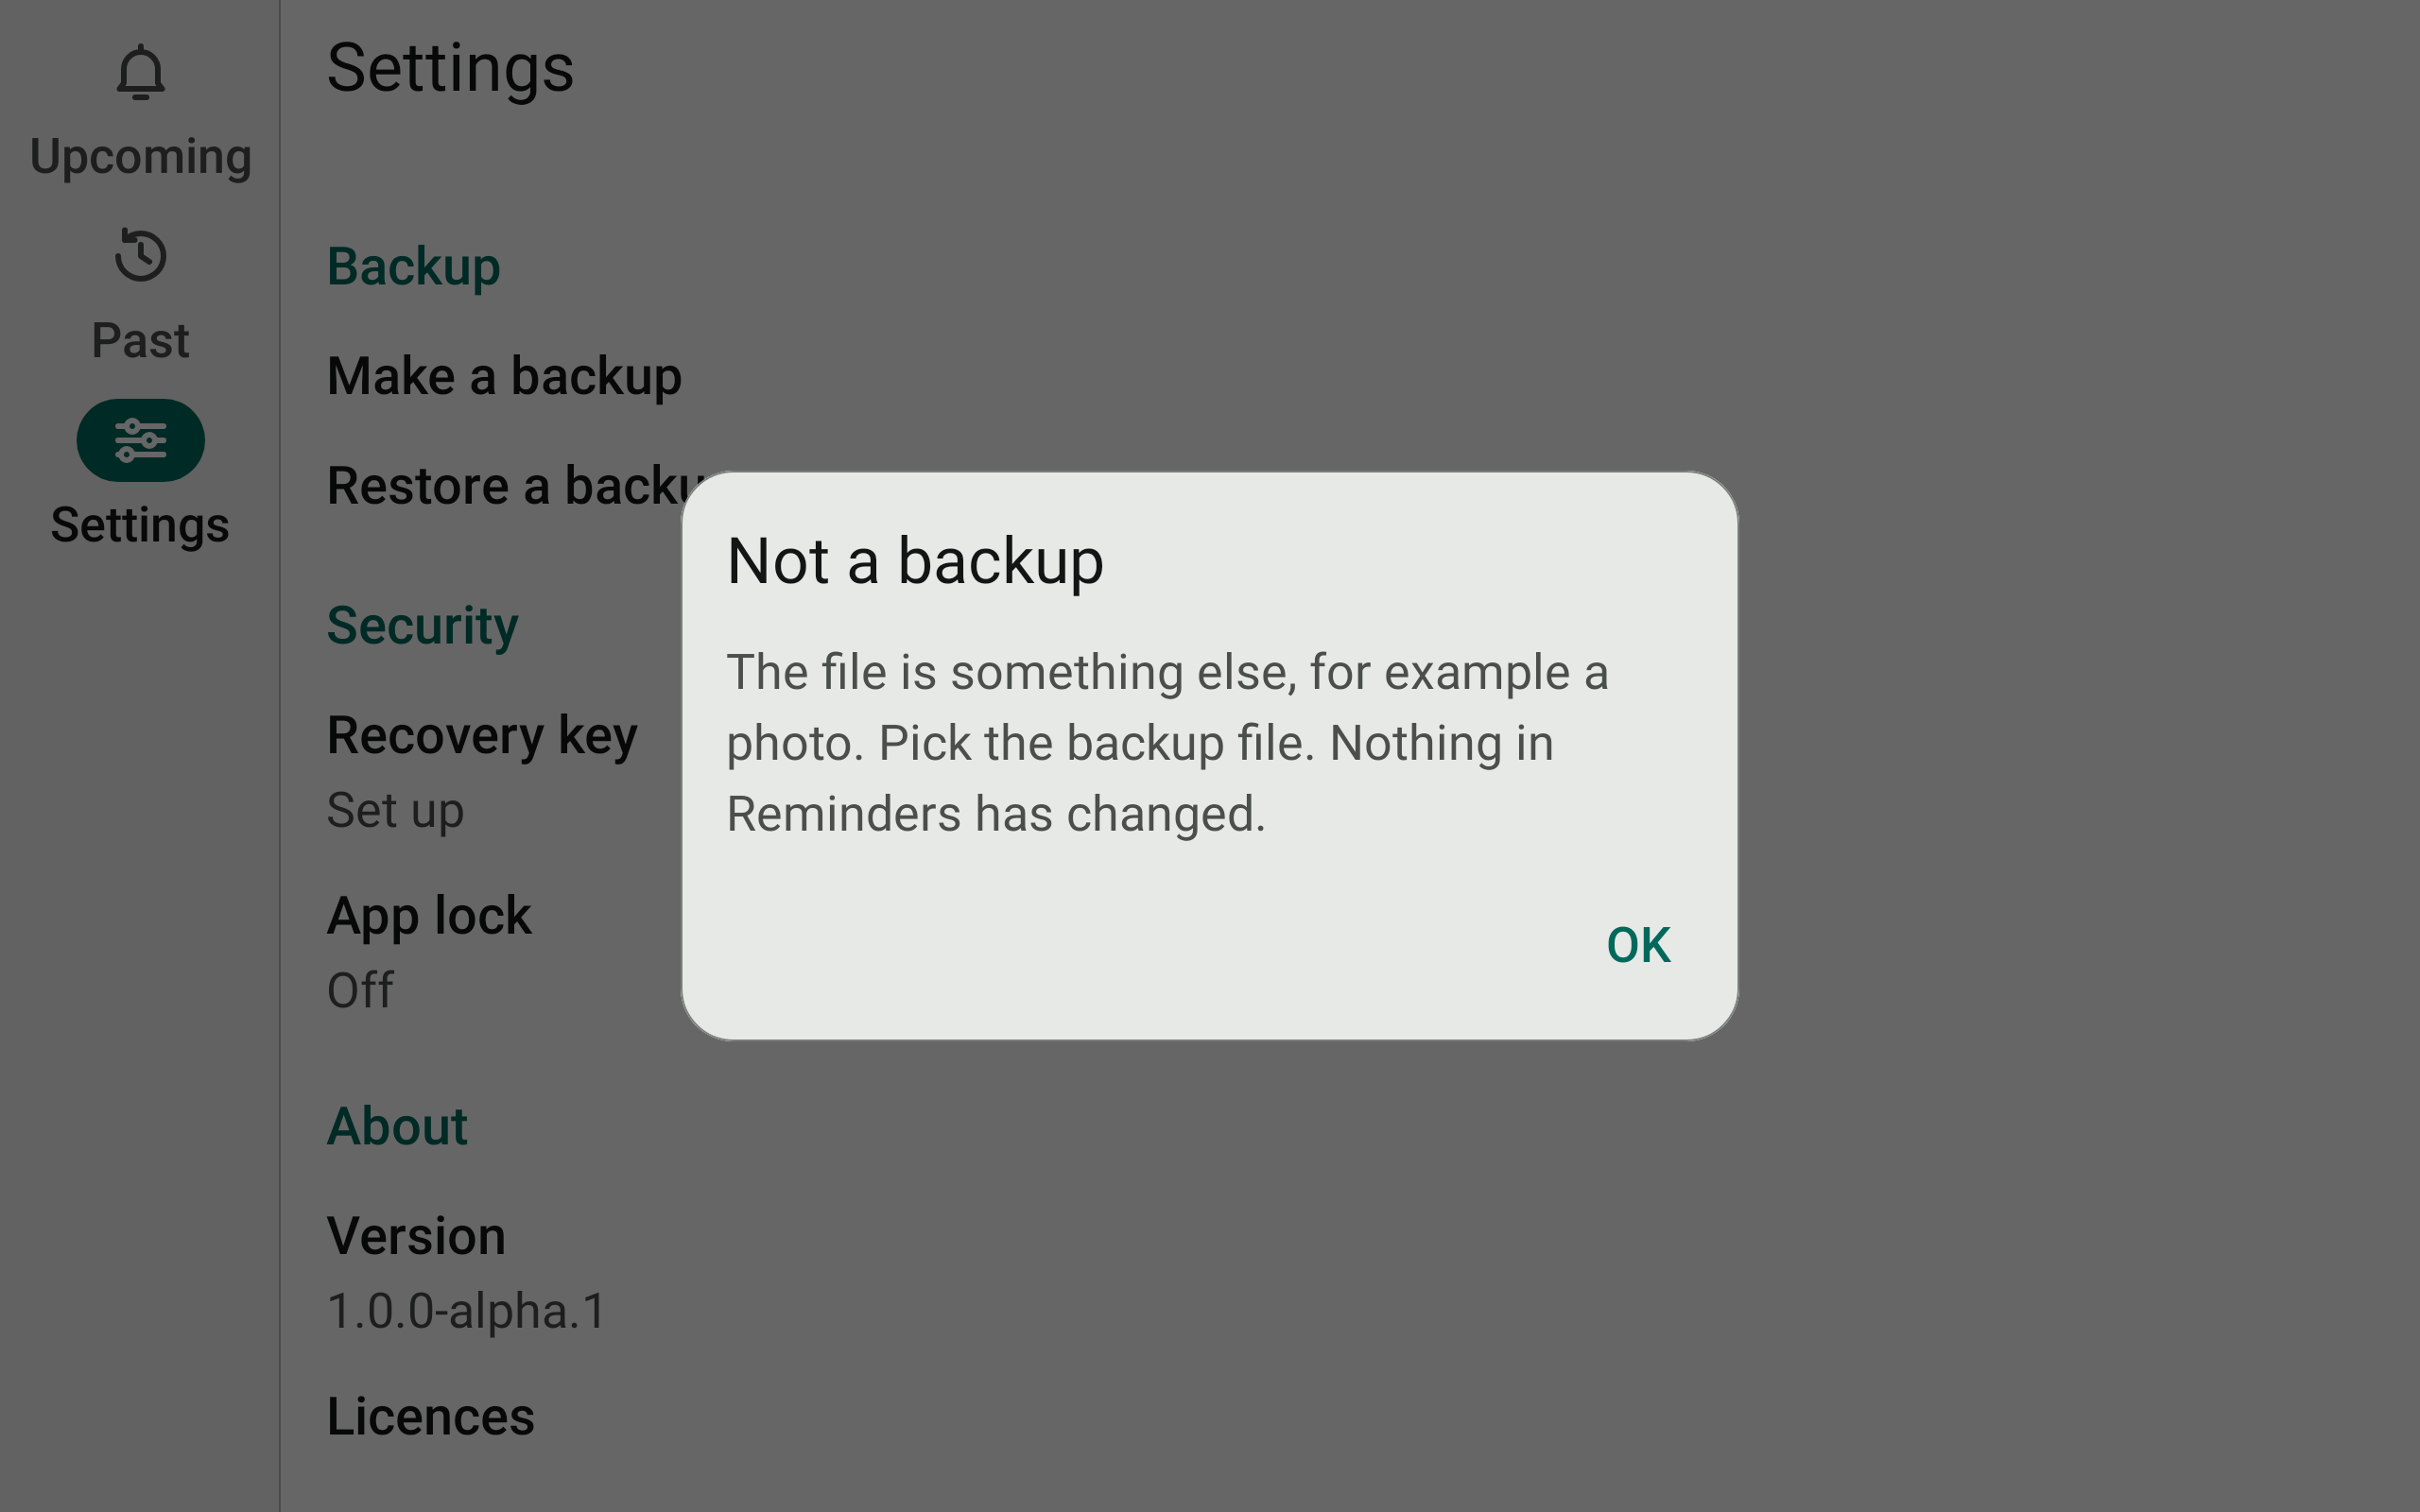 Settings
Upcoming
Past
Settings
Backup
Make a backup
Restore a backu
Security
Recovery key
Set up
App lock
Off
About
Version
1.0.0-alpha.1
Licences
Not a backup
The file is something else, for example a
photo. Pick the backup file. Nothing in
Reminders has changed.
OK